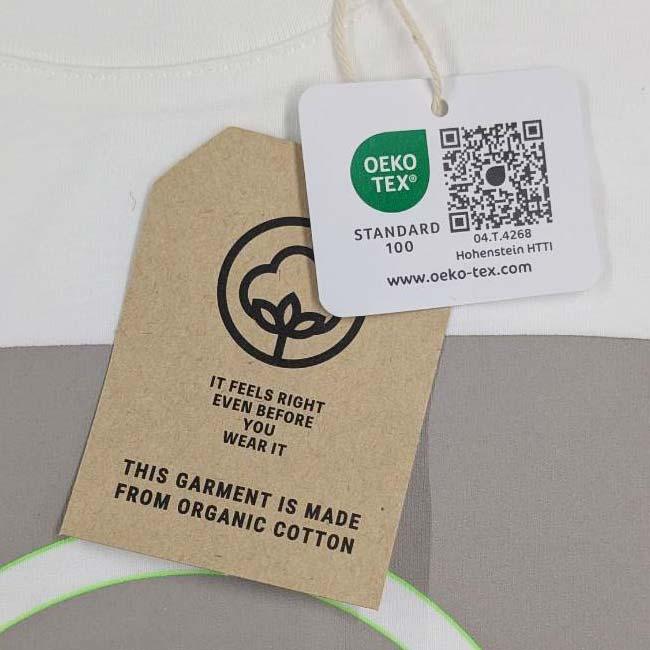 OEKO
TEX®
STANDARD
100
04.T.4268
Hohenstein HTTI
www.oeko-tex.com
IT FEELS RIGHT
EVEN BEFORE
YOU
WEAR IT
THIS GARMENT IS MADE
FROM ORGANIC COTTON